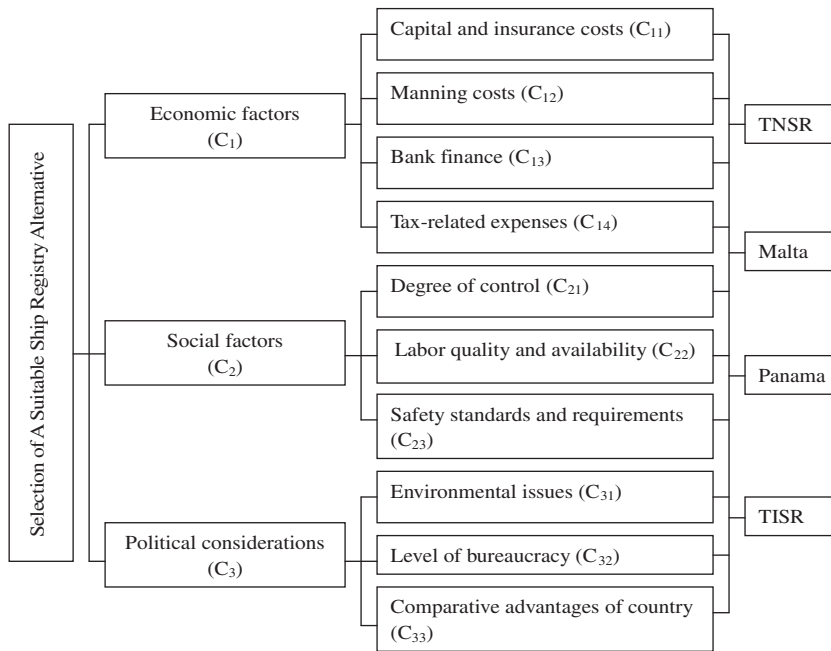 Selection of A Suitable Ship Registry Alternative
Economic factors
(C₁)
Social factors
(C₂)
Political considerations
(C₃)
Capital and insurance costs (C₁₁)
Manning costs (C₁₂)
Bank finance (C₁₃)
Tax-related expenses (C₁₄)
Degree of control (C₂₁)
Labor quality and availability (C₂₂)
Safety standards and requirements
(C₂₃)
Environmental issues (C₃₁)
Level of bureaucracy (C₃₂)
Comparative advantages of country
(C₃₃)
TNSR
Malta
Panama
TISR